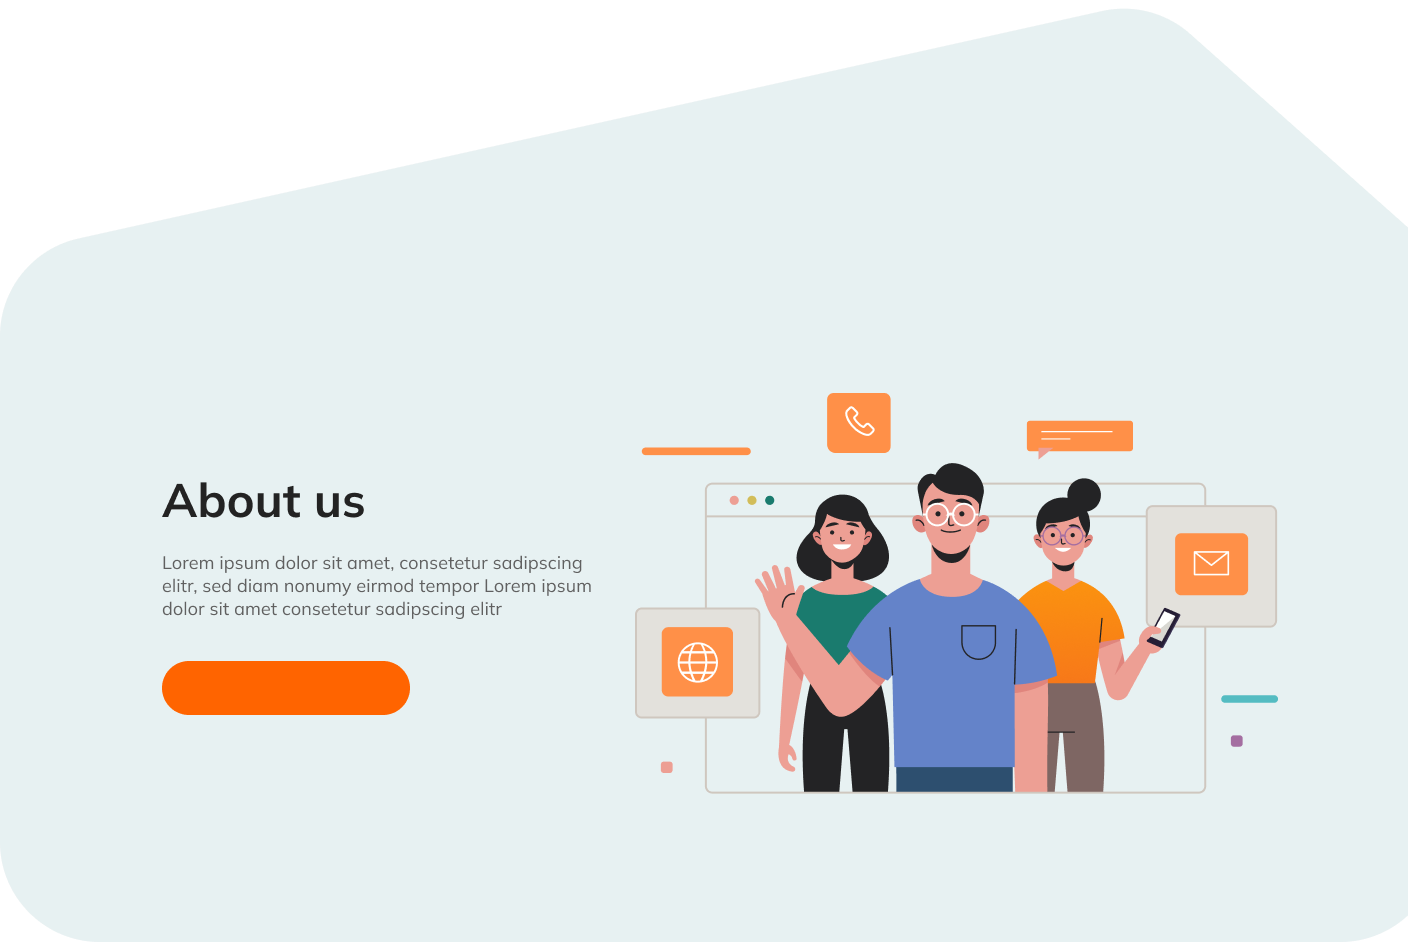 About us
Lorem ipsum dolor sit amet, consetetur sadipscing
elitr, sed diam nonumy eirmod tempor Lorem ipsum
dolor sit amet consetetur sadipscing elitr